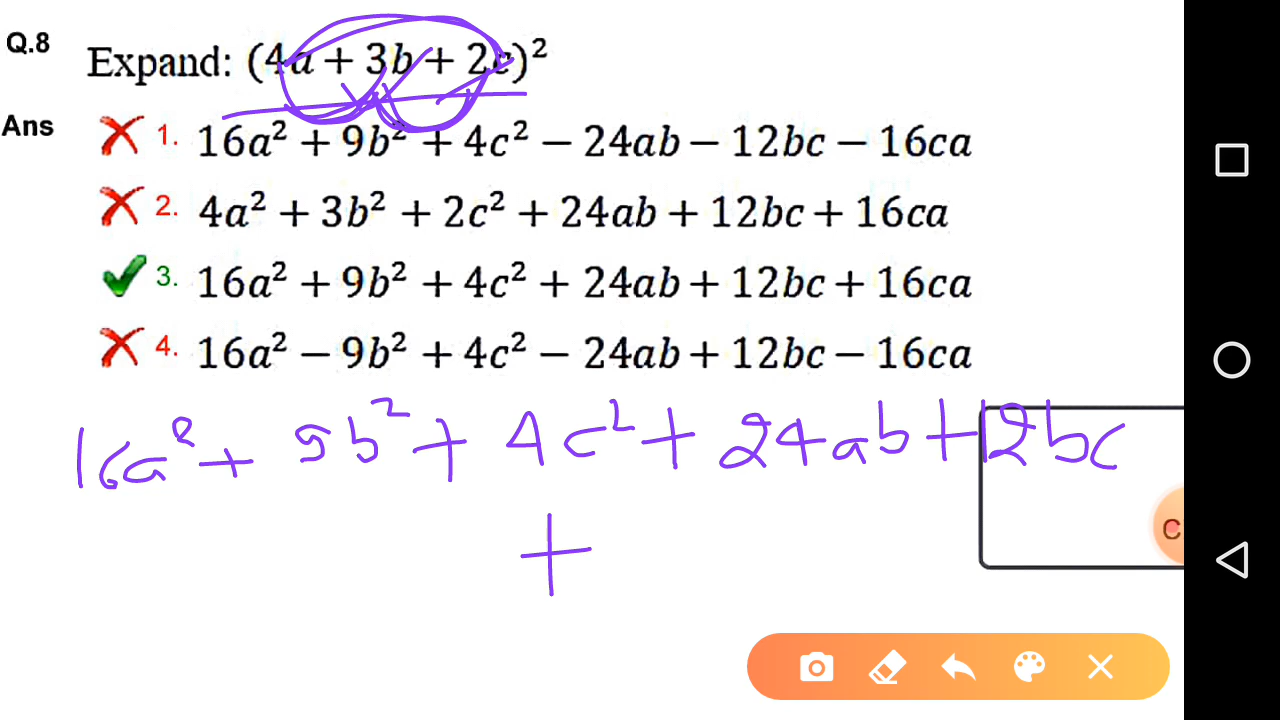 Q.8 Expand: (4a + 3b + 2c)²
Ans
1. 16a² + 9b² + 4c² − 24ab − 12bc − 16ca
2. 4a² + 3b² + 2c² + 24ab + 12bc + 16ca
3. 16a² + 9b² + 4c² + 24ab + 12bc + 16ca
4. 16a² − 9b² + 4c² − 24ab + 12bc − 16ca
16a² + 9b² + 4c² + 24ab + 12bc
+
C